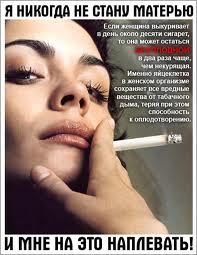 Я НИКОГДА НЕ СТАНУ МАТЕРЬЮ
Если женщина выкуривает
в день около десяти сигарет,
то она может остаться
БЕСПЛОДНОЙ
в два раза чаще,
чем некурящая.
Именно яйцеклетка
в женском организме
сохраняет все вредные
вещества от табачного
дыма, теряя при этом
способность
к оплодотворению.
И МНЕ НА ЭТО НАПЛЕВАТЬ!